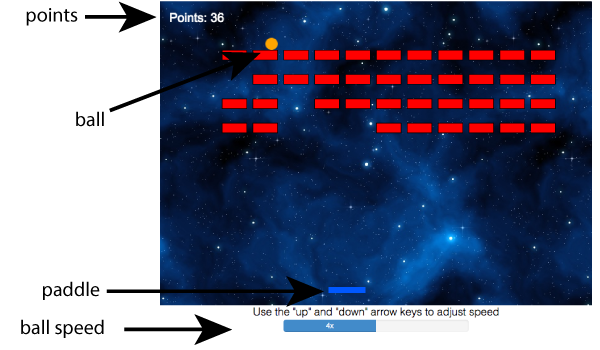 points
Points: 36
ball
paddle
Use the "up" and "down" arrow keys to adjust speed
ball speed
4x